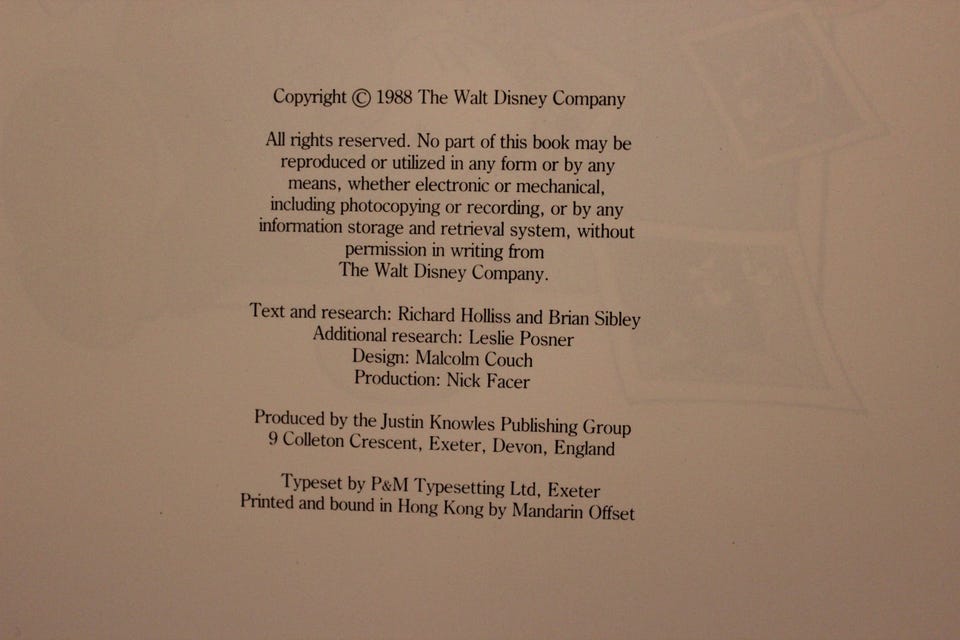 Copyright © 1988 The Walt Disney Company
All rights reserved. No part of this book may be
reproduced or utilized in any form or by any
means, whether electronic or mechanical,
including photocopying or recording, or by any
information storage and retrieval system, without
permission in writing from
The Walt Disney Company.
Text and research: Richard Holliss and Brian Sibley
Additional research: Leslie Posner
Design: Malcolm Couch
Production: Nick Facer
Produced by the Justin Knowles Publishing Group
9 Colleton Crescent, Exeter, Devon, England
Typeset by P&M Typesetting Ltd, Exeter
Printed and bound in Hong Kong by Mandarin Offset